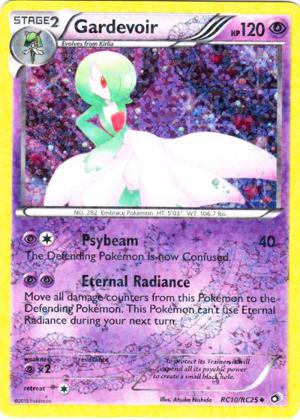 STAGE2
Gardevoir
HP120
Evolves from Kirlia
NO. 282 Embrace Pokémon HT: 5'03" WT: 106.7 lbs.
Psybeam 40
The Defending Pokémon is now Confused.
Eternal Radiance
Move all damage counters from this Pokémon to the
Defending Pokémon. This Pokémon can't use Eternal
Radiance during your next turn.
weakness
×2
resistance
retreat
To protect its Trainer, it will
expend all its psychic power
to create a small black hole.
Illus. Atsuko Nishida
©2013 Pokémon
RC10/RC25